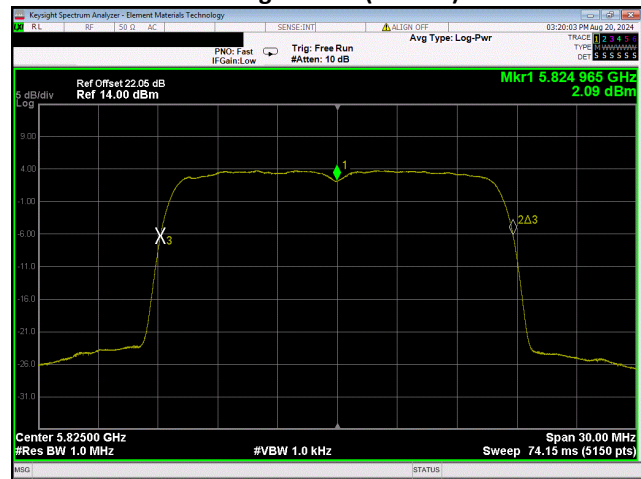 Keysight Spectrum Analyzer - Element Materials Technology
LXI RL RF 50 Ω AC SENSE:INT ALIGN OFF 03:20:03 PM Aug 20, 2024
Avg Type: Log-Pwr TRACE 1 2 3 4 5 6
PNO: Fast Trig: Free Run TYPE M WWWWW
IFGain:Low #Atten: 10 dB DET S S S S S S
Mkr1 5.824 965 GHz
Ref Offset 22.05 dB
5 dB/div Ref 14.00 dBm 2.09 dBm
Log
9.00
4.00
1
-1.00
-6.00
3
2Δ3
-11.0
-16.0
-21.0
-26.0
-31.0
Center 5.82500 GHz Span 30.00 MHz
#Res BW 1.0 MHz #VBW 1.0 kHz Sweep 74.15 ms (5150 pts)
MSG STATUS